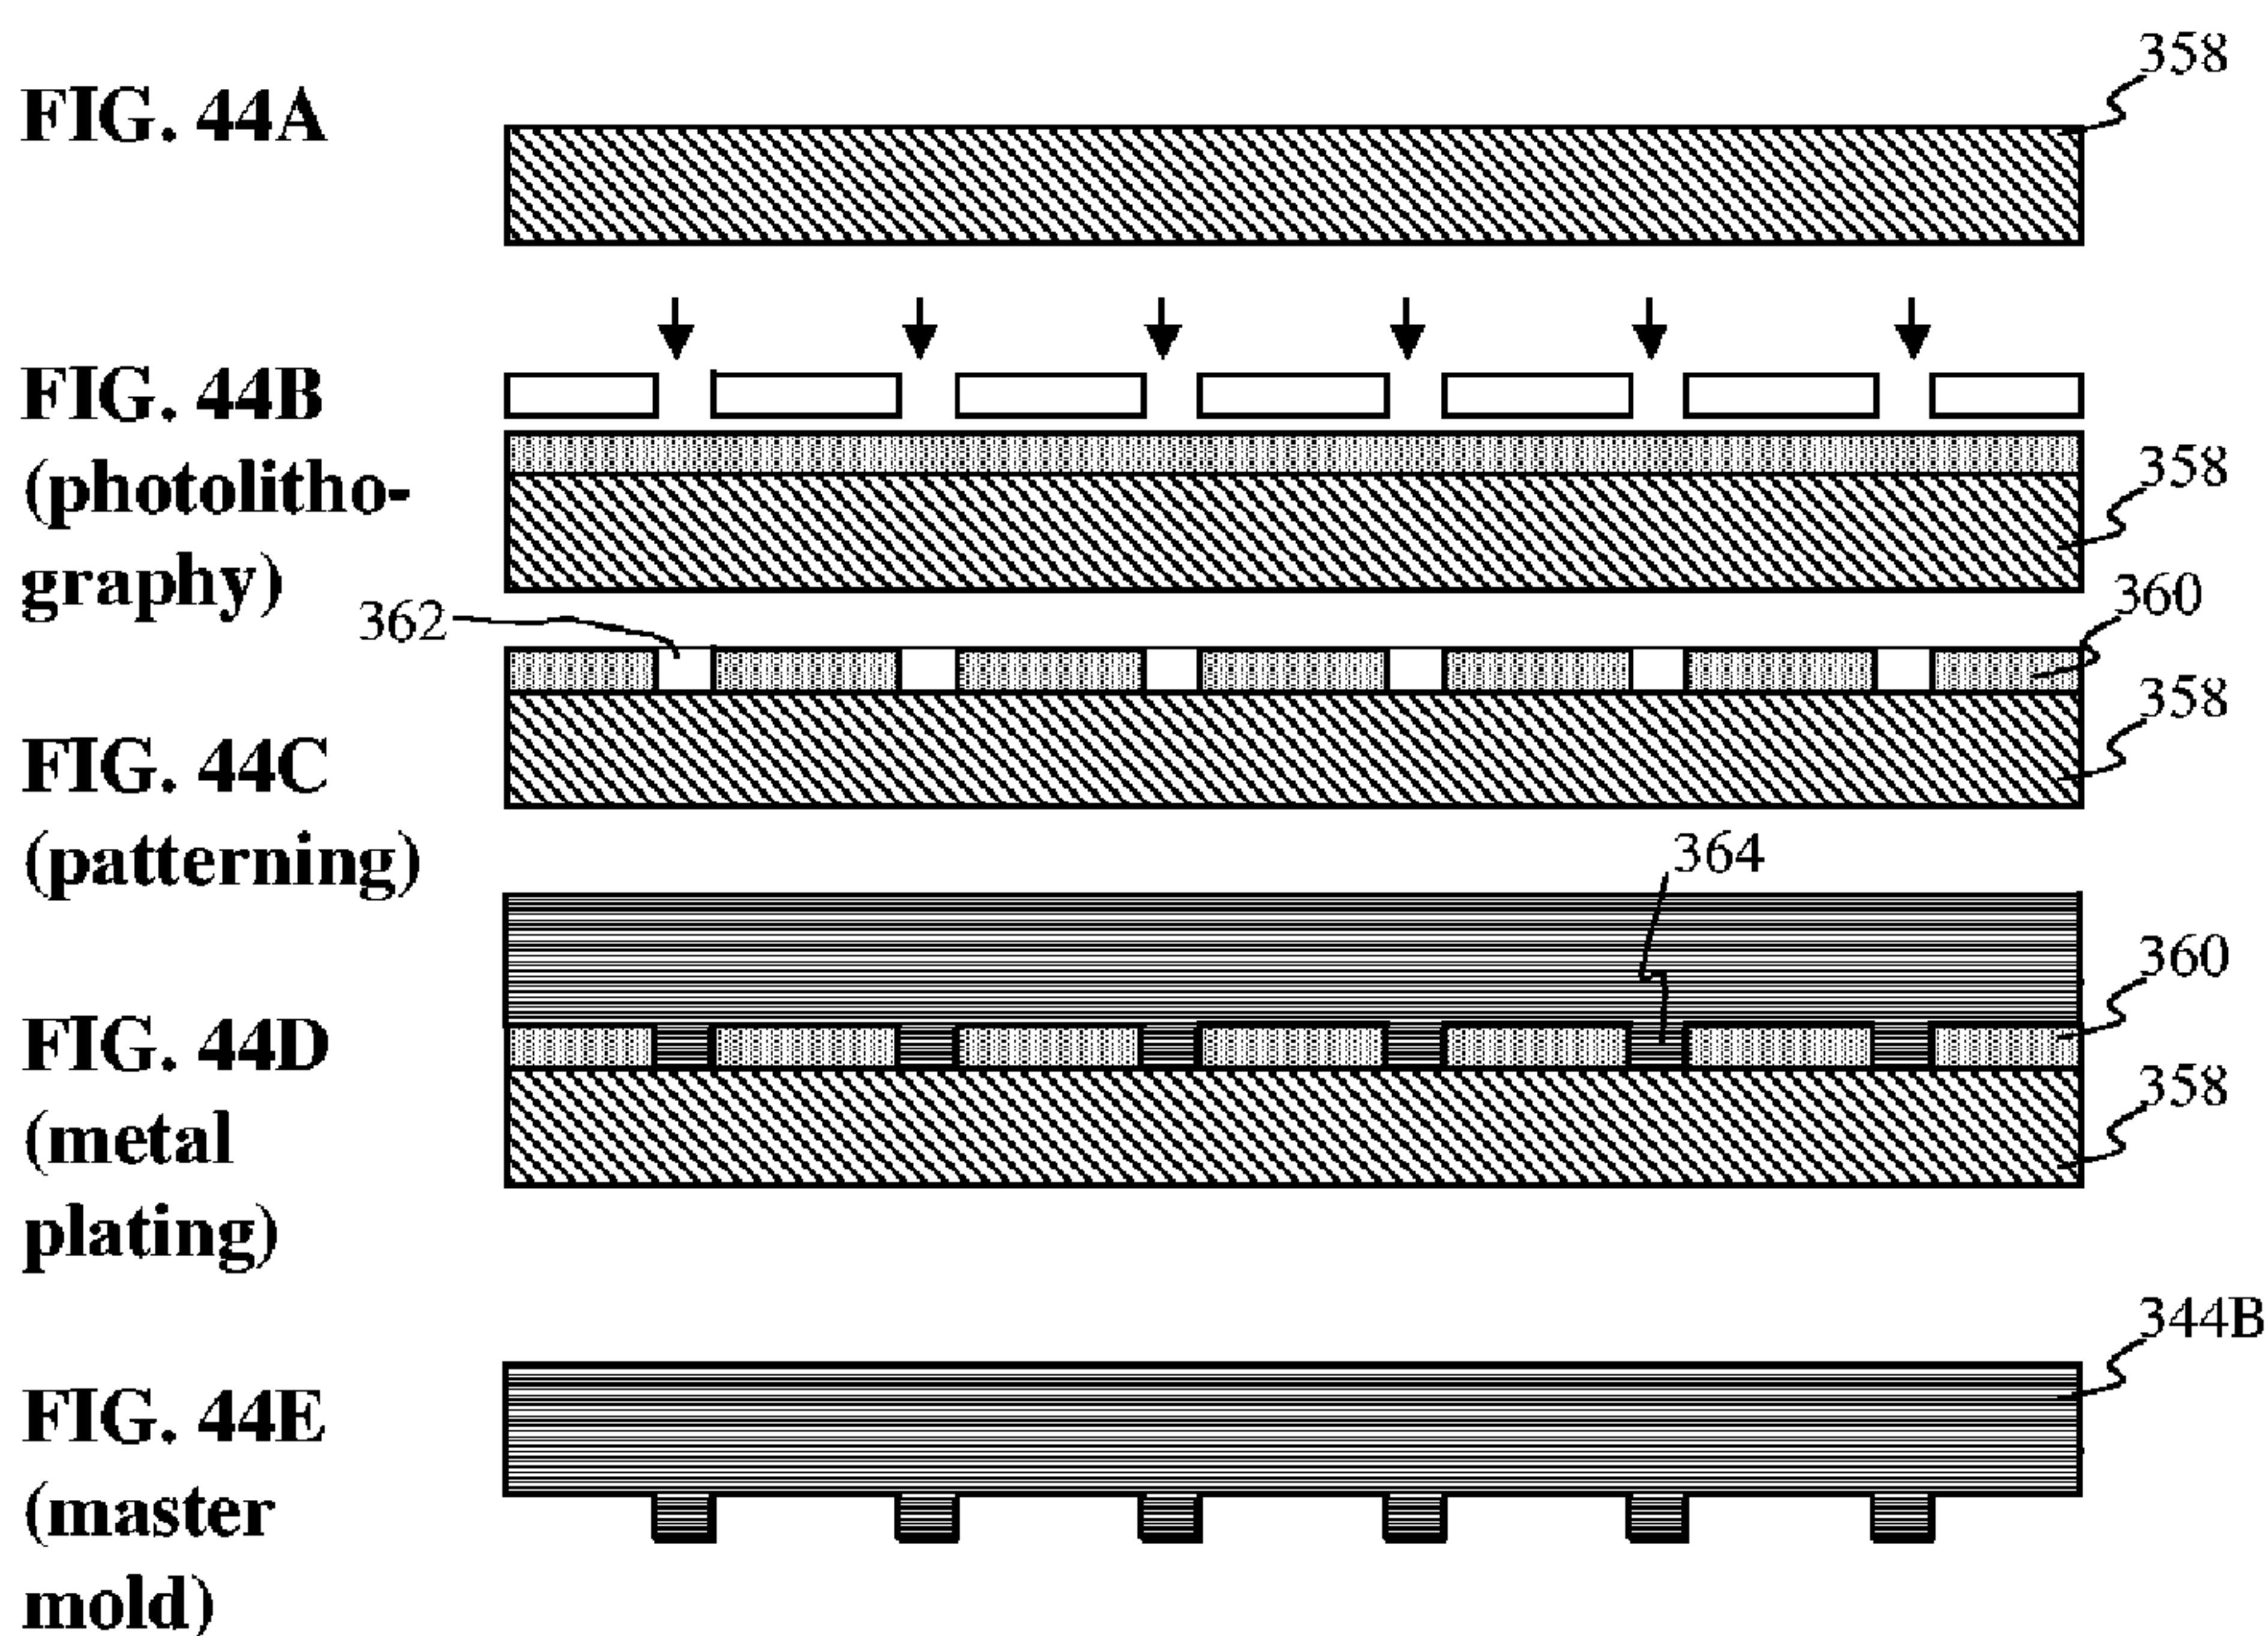 358
FIG. 44A
FIG. 44B
(photolitho-
graphy)
358
360
362
358
FIG. 44C
(patterning)
364
360
FIG. 44D
(metal
plating)
358
344B
FIG. 44E
(master
mold)